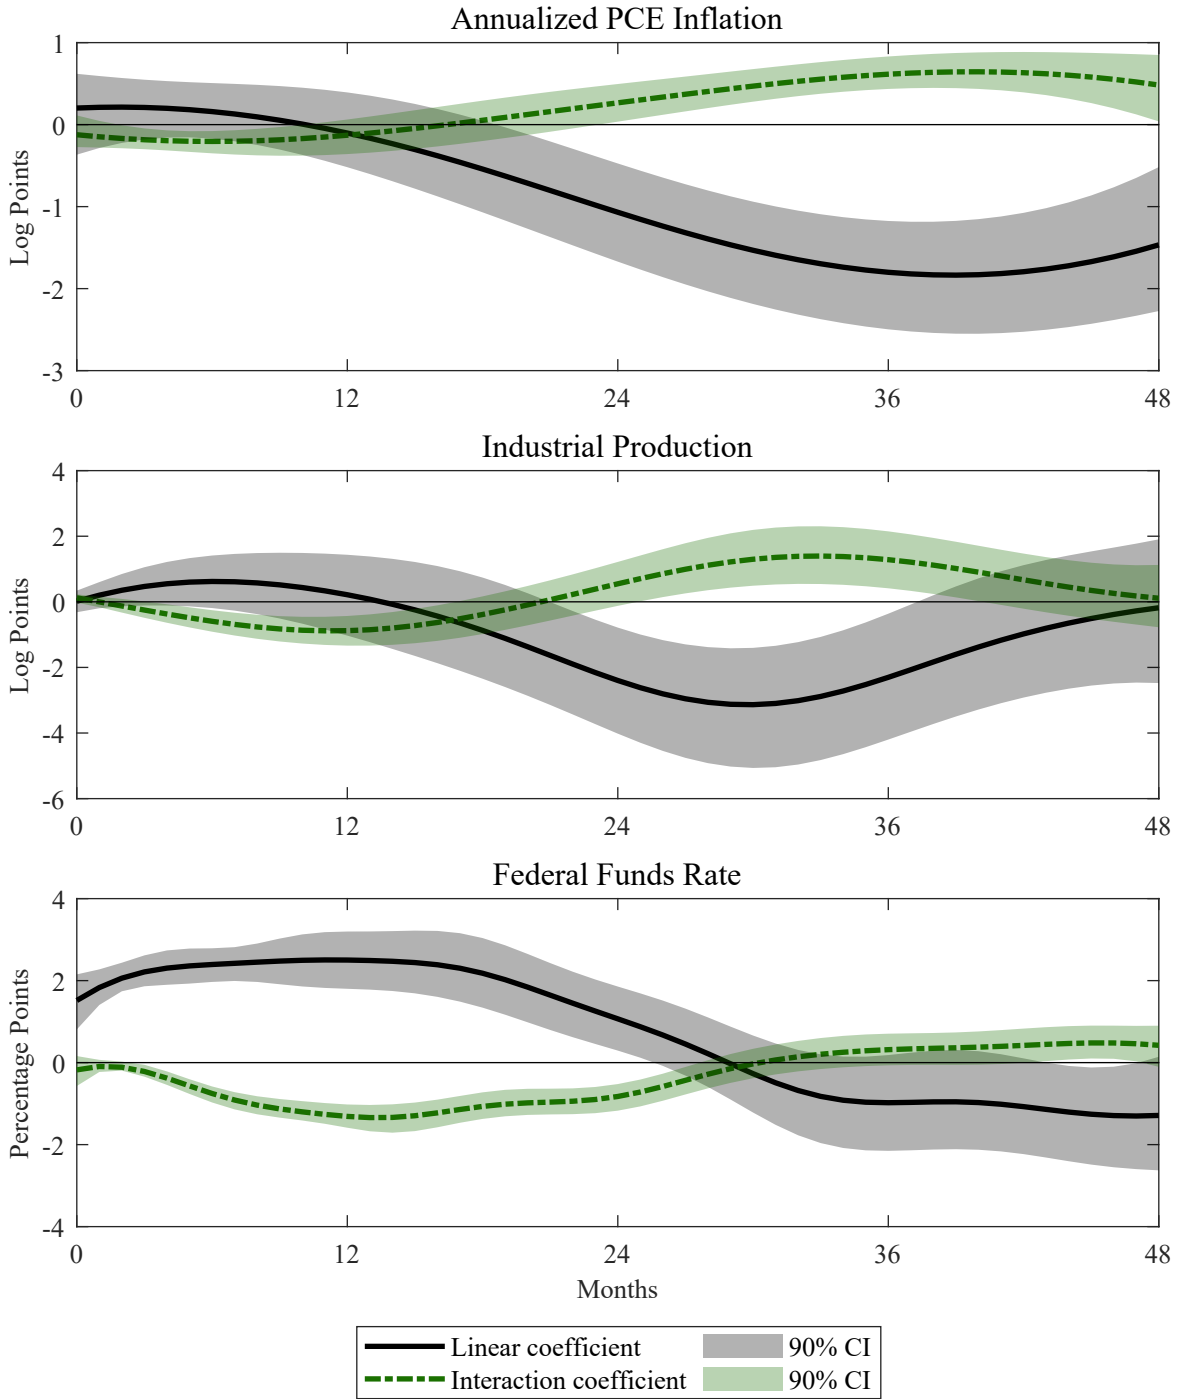 Annualized PCE Inflation
1
0
-1
-2
-3
Log Points
0 12 24 36 48
Industrial Production
4
2
0
-2
-4
-6
Log Points
0 12 24 36 48
Federal Funds Rate
4
2
0
-2
-4
Percentage Points
0 12 24 36 48
Months
Linear coefficient 90% CI
Interaction coefficient 90% CI